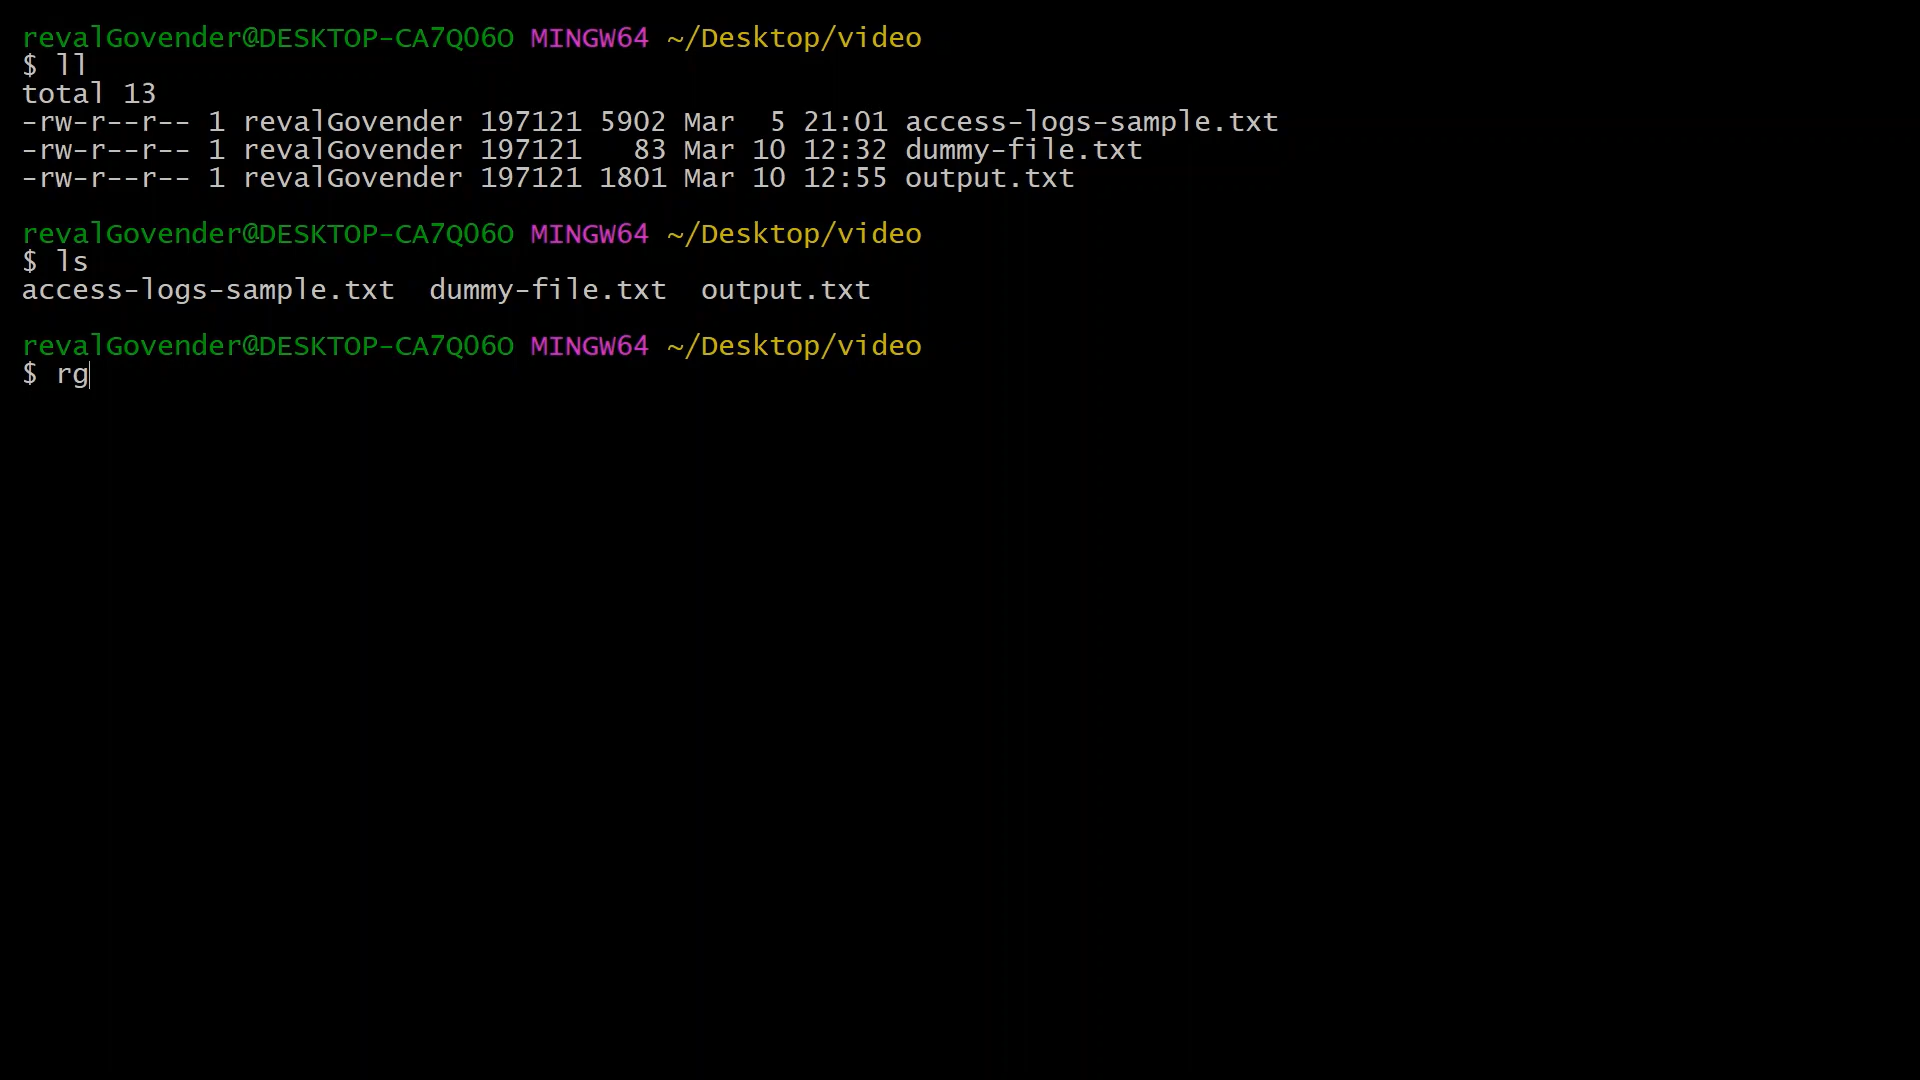 revalGovender@DESKTOP-CA7Q06O MINGW64 ~/Desktop/video
$ ll
total 13
-rw-r--r-- 1 revalGovender 197121 5902 Mar  5 21:01 access-logs-sample.txt
-rw-r--r-- 1 revalGovender 197121   83 Mar 10 12:32 dummy-file.txt
-rw-r--r-- 1 revalGovender 197121 1801 Mar 10 12:55 output.txt
revalGovender@DESKTOP-CA7Q06O MINGW64 ~/Desktop/video
$ ls
access-logs-sample.txt  dummy-file.txt  output.txt
revalGovender@DESKTOP-CA7Q06O MINGW64 ~/Desktop/video
$ rg